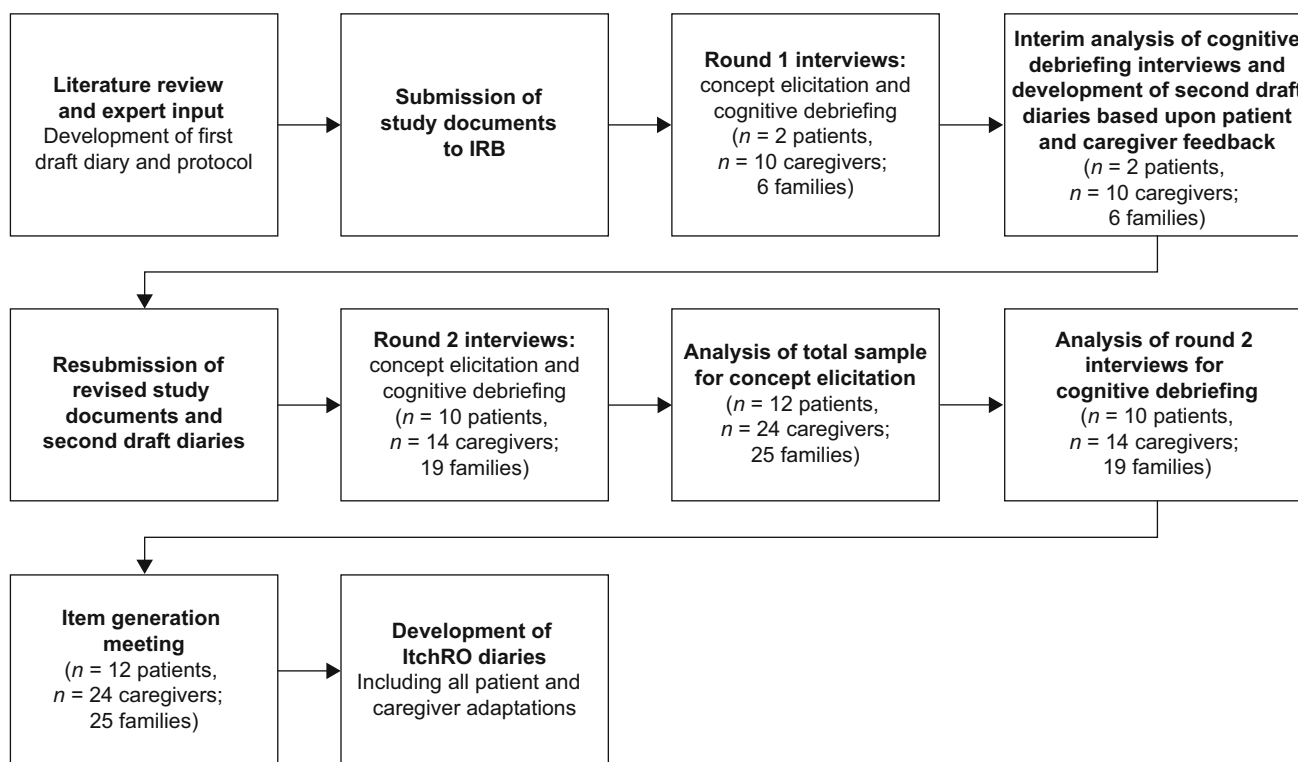 Literature review
and expert input
Development of first
draft diary and protocol
Submission of
study documents
to IRB
Round 1 interviews:
concept elicitation and
cognitive debriefing
(n = 2 patients,
n = 10 caregivers;
6 families)
Interim analysis of cognitive
debriefing interviews and
development of second draft
diaries based upon patient
and caregiver feedback
(n = 2 patients,
n = 10 caregivers;
6 families)
Resubmission of
revised study
documents and
second draft diaries
Round 2 interviews:
concept elicitation and
cognitive debriefing
(n = 10 patients,
n = 14 caregivers;
19 families)
Analysis of total sample
for concept elicitation
(n = 12 patients,
n = 24 caregivers;
25 families)
Analysis of round 2
interviews for
cognitive debriefing
(n = 10 patients,
n = 14 caregivers;
19 families)
Item generation
meeting
(n = 12 patients,
n = 24 caregivers;
25 families)
Development of
ItchRO diaries
Including all patient and
caregiver adaptations